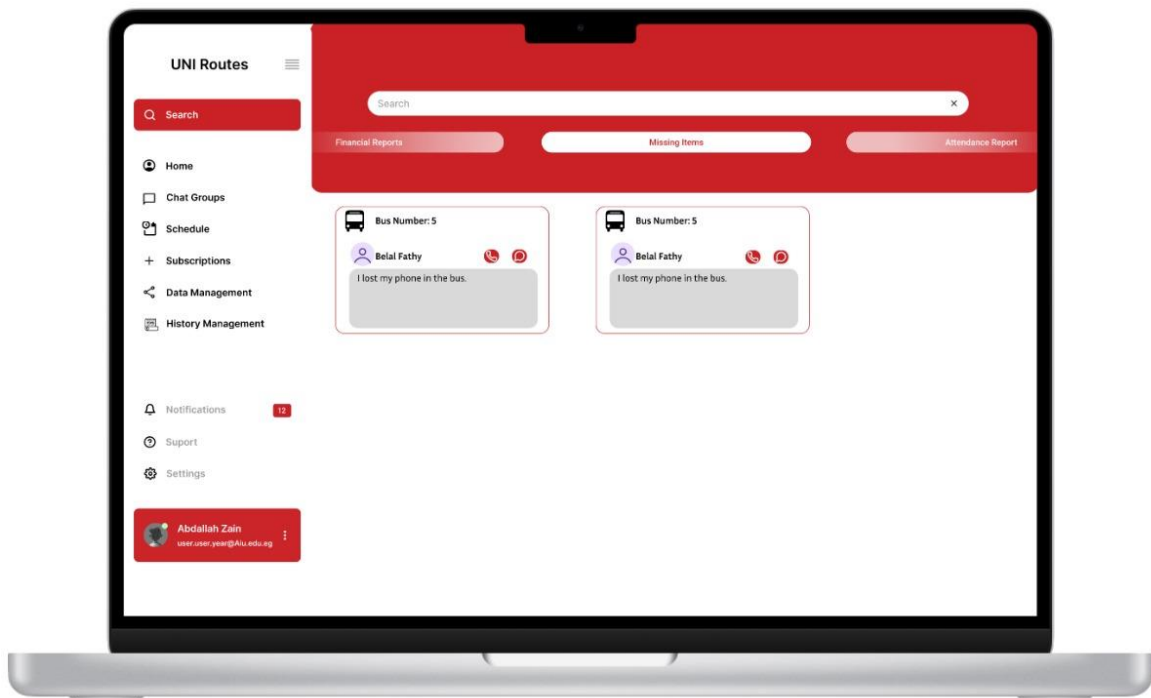 UNI Routes
Search
Home
Chat Groups
Schedule
Subscriptions
Data Management
History Management
Notifications
12
Suport
Settings
Abdallah Zain
user.user.year@Aiu.edu.eg
Search
Financial Reports
Missing Items
Attendance Report
Bus Number: 5
Belal Fathy
I lost my phone in the bus.
Bus Number: 5
Belal Fathy
I lost my phone in the bus.